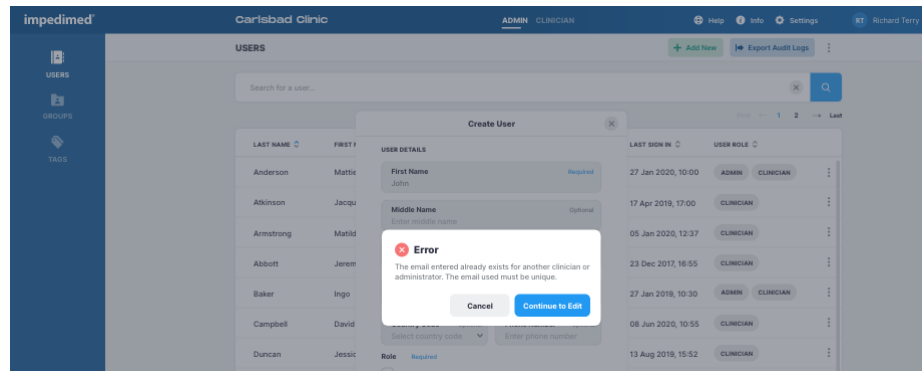 impedimed®
Carlsbad Clinic
ADMIN CLINICIAN
Help Info Settings
RT Richard Terry
USERS
GROUPS
TAGS
USERS
+ Add New
Export Audit Logs
Search for a user...
1 2 → Last
LAST NAME FIRST N LAST SIGN IN USER ROLE
Anderson Mattie 27 Jan 2020, 10:00 ADMIN CLINICIAN
Atkinson Jacqu 17 Apr 2019, 17:00 CLINICIAN
Armstrong Matild 05 Jan 2020, 12:37 CLINICIAN
Abbott Jerem 23 Dec 2017, 16:55 CLINICIAN
Baker Ingo 27 Jan 2019, 10:30 ADMIN CLINICIAN
Campbell David 08 Jun 2020, 10:55 CLINICIAN
Duncan Jessic 13 Aug 2019, 15:52 CLINICIAN
Create User
USER DETAILS
First Name Required
John
Middle Name Optional
Enter middle name
Error
The email entered already exists for another clinician or
administrator. The email used must be unique.
Cancel Continue to Edit
Select country code Enter phone number
Role Required